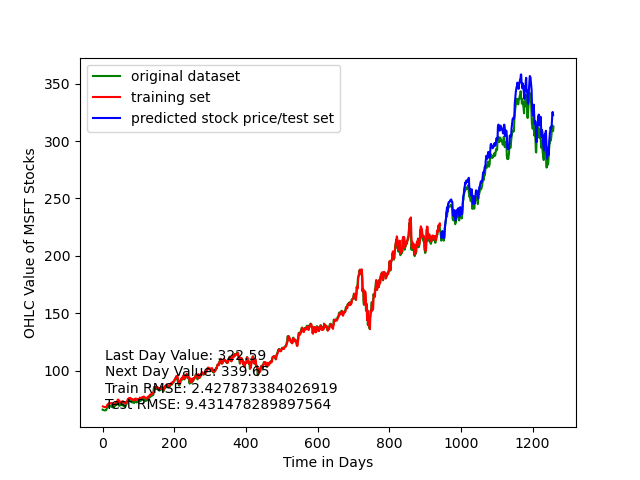 original dataset
training set
predicted stock price/test set
OHLC Value of MSFT Stocks
350
300
250
200
150
100
Last Day Value: 322.59
Next Day Value: 339.65
Train RMSE: 2.427873384026919
Test RMSE: 9.431478289897564
0 200 400 600 800 1000 1200
Time in Days